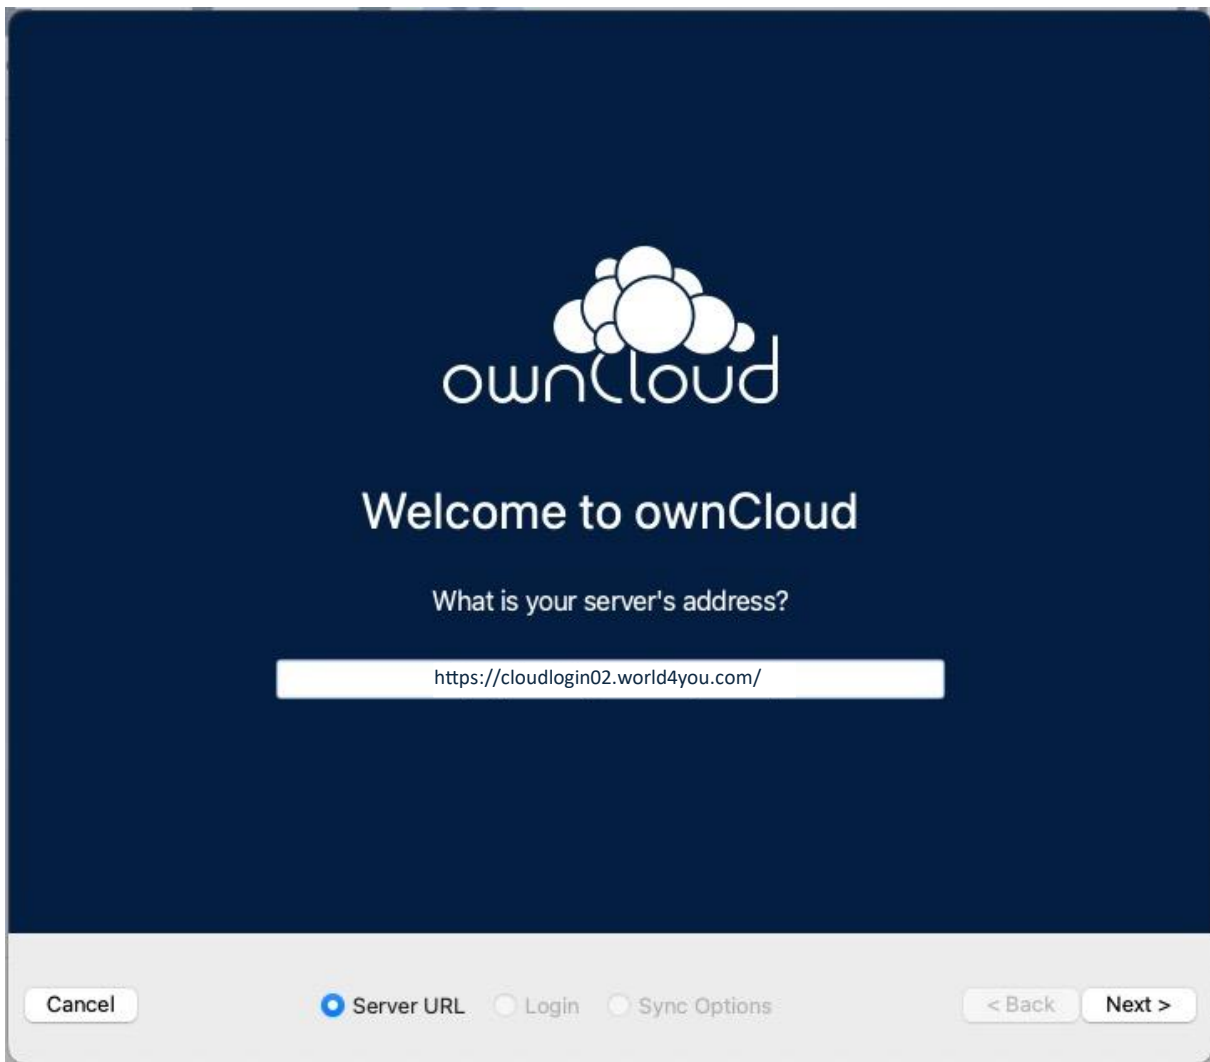 ownCloud
Welcome to ownCloud
What is your server's address?
https://cloudlogin02.world4you.com/
Cancel
Server URL
Login
Sync Options
< Back
Next >